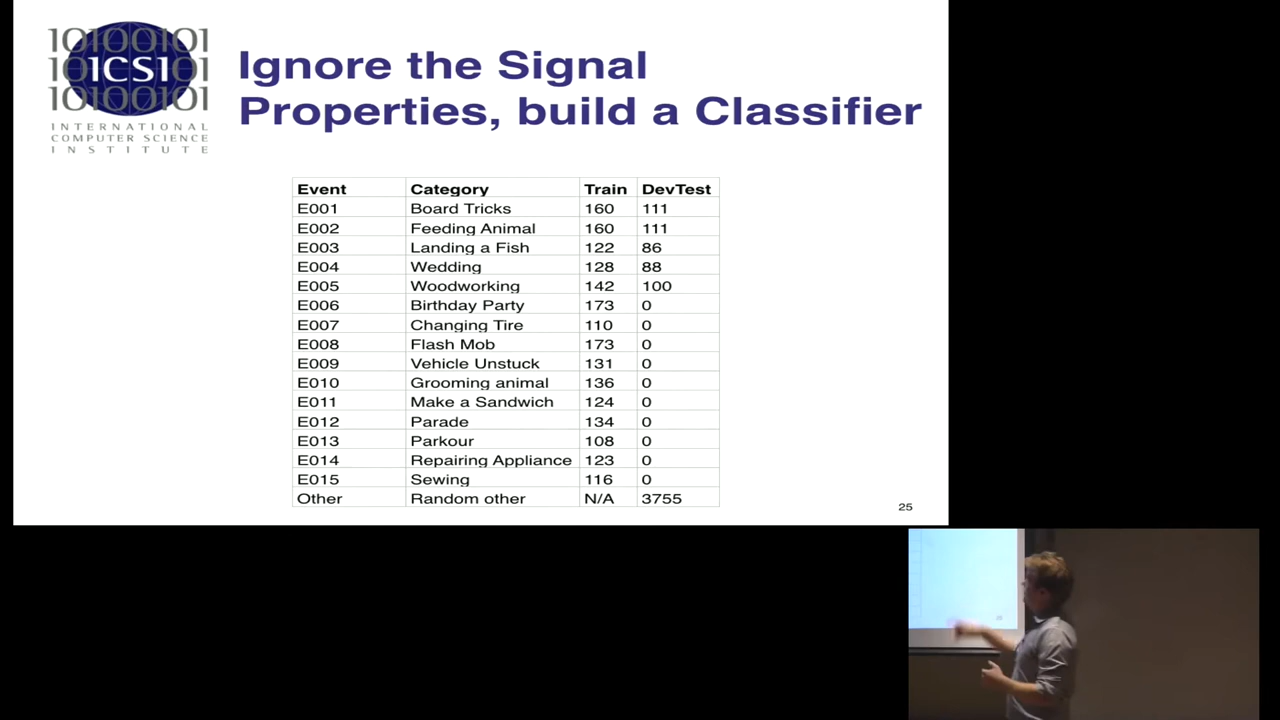 10100101
10100101
ICSI
10100101
INTERNATIONAL
COMPUTER SCIENCE
INSTITUTE
Ignore the Signal
Properties, build a Classifier
Event Category Train DevTest
E001 Board Tricks 160 111
E002 Feeding Animal 160 111
E003 Landing a Fish 122 86
E004 Wedding 128 88
E005 Woodworking 142 100
E006 Birthday Party 173 0
E007 Changing Tire 110 0
E008 Flash Mob 173 0
E009 Vehicle Unstuck 131 0
E010 Grooming animal 136 0
E011 Make a Sandwich 124 0
E012 Parade 134 0
E013 Parkour 108 0
E014 Repairing Appliance 123 0
E015 Sewing 116 0
Other Random other N/A 3755
25